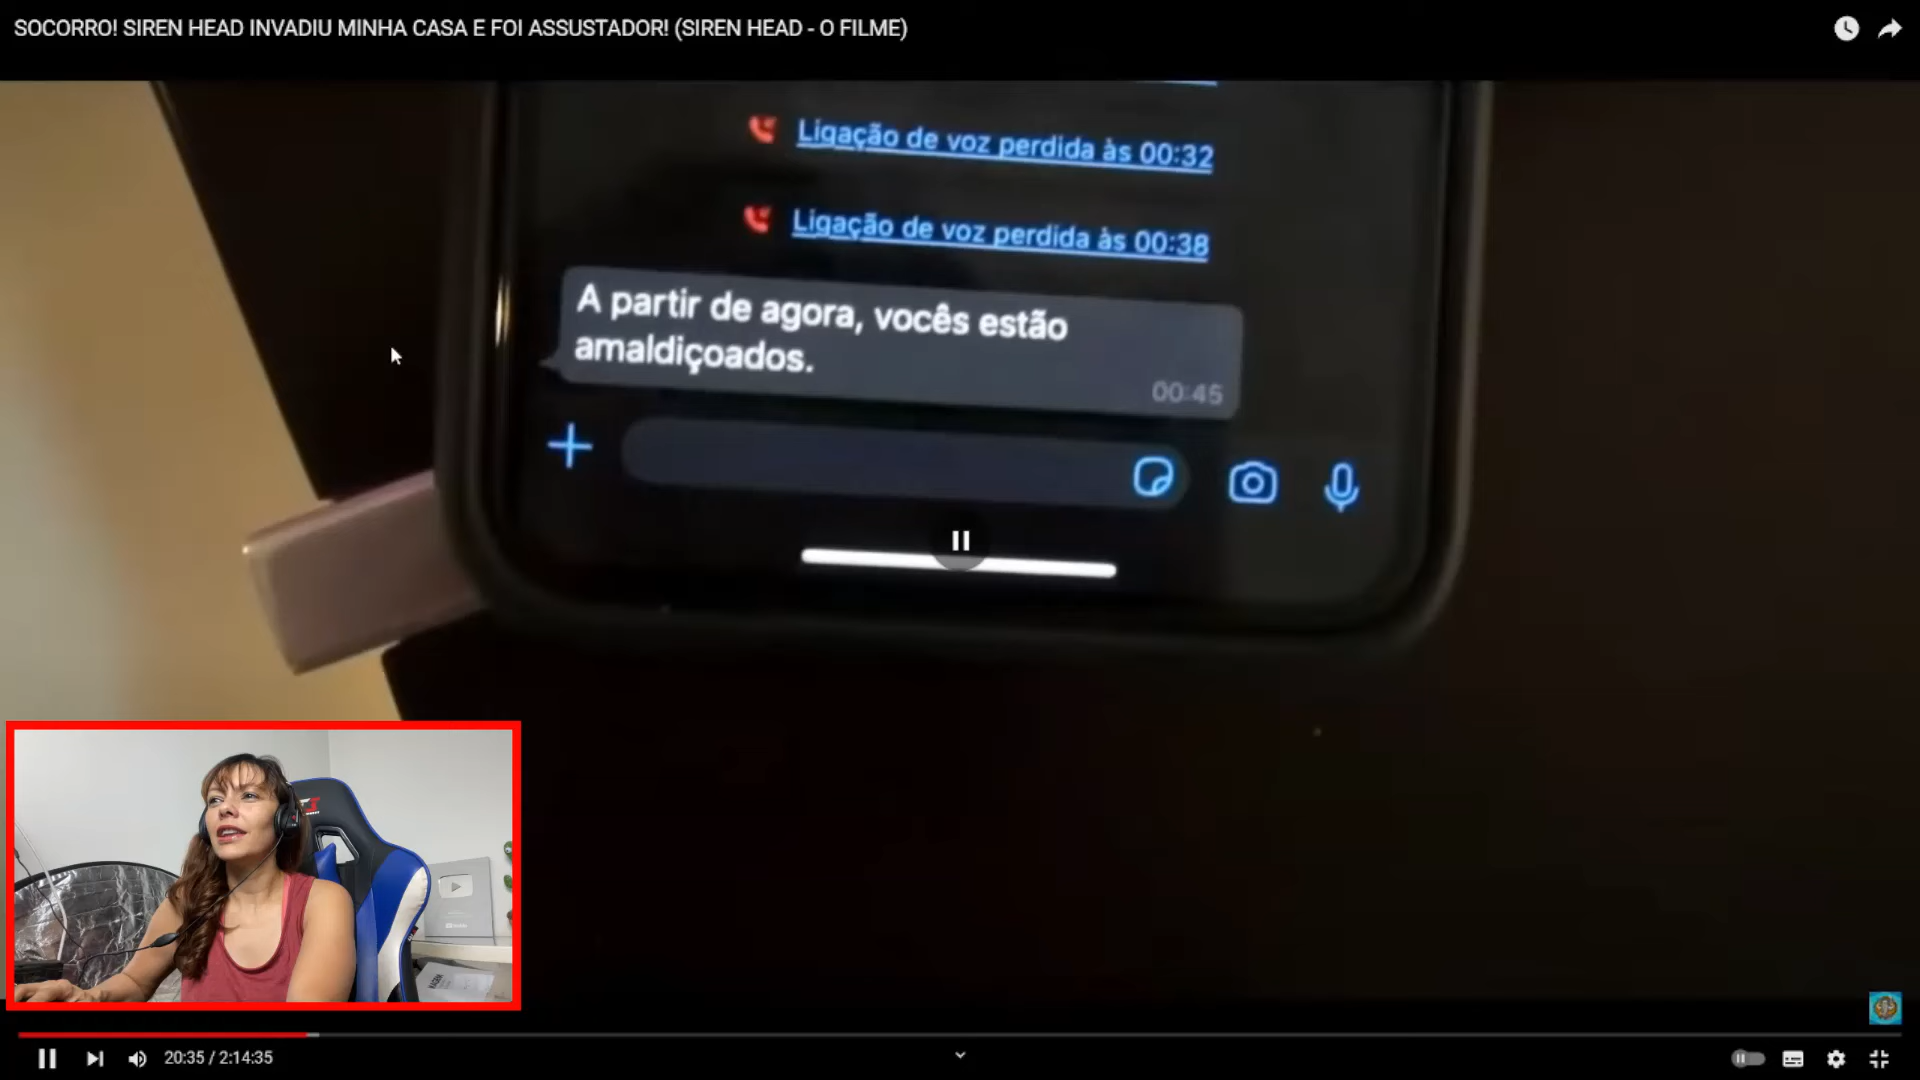 SOCORRO! SIREN HEAD INVADIU MINHA CASA E FOI ASSUSTADOR! (SIREN HEAD - O FILME)
Ligação de voz perdida às 00:32
Ligação de voz perdida às 00:38
A partir de agora, vocês estão
amaldiçoados.
00:45
20:35 / 2:14:35